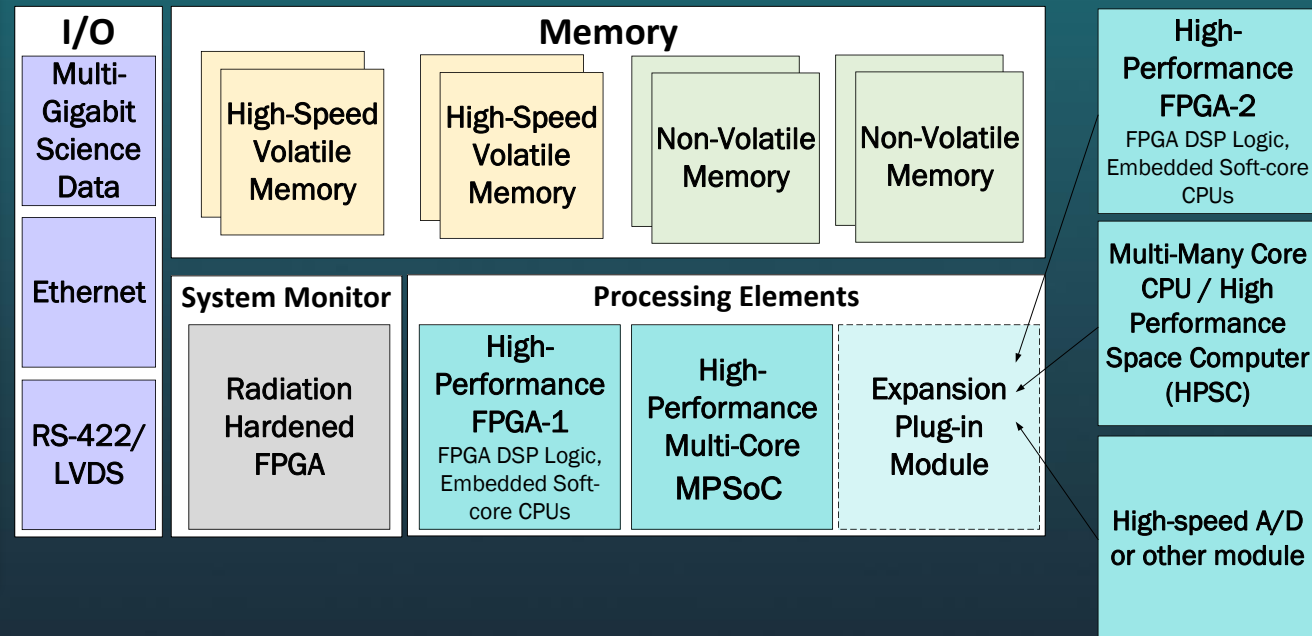 I/O
Multi-
Gigabit
Science
Data
Ethernet
RS-422/
LVDS
Memory
High-Speed
Volatile
Memory
High-Speed
Volatile
Memory
Non-Volatile
Memory
Non-Volatile
Memory
System Monitor
Radiation
Hardened
FPGA
Processing Elements
High-
Performance
FPGA-1
FPGA DSP Logic,
Embedded Soft-
core CPUs
High-
Performance
Multi-Core
MPSoC
Expansion
Plug-in
Module
High-
Performance
FPGA-2
FPGA DSP Logic,
Embedded Soft-core
CPUs
Multi-Many Core
CPU / High
Performance
Space Computer
(HPSC)
High-speed A/D
or other module